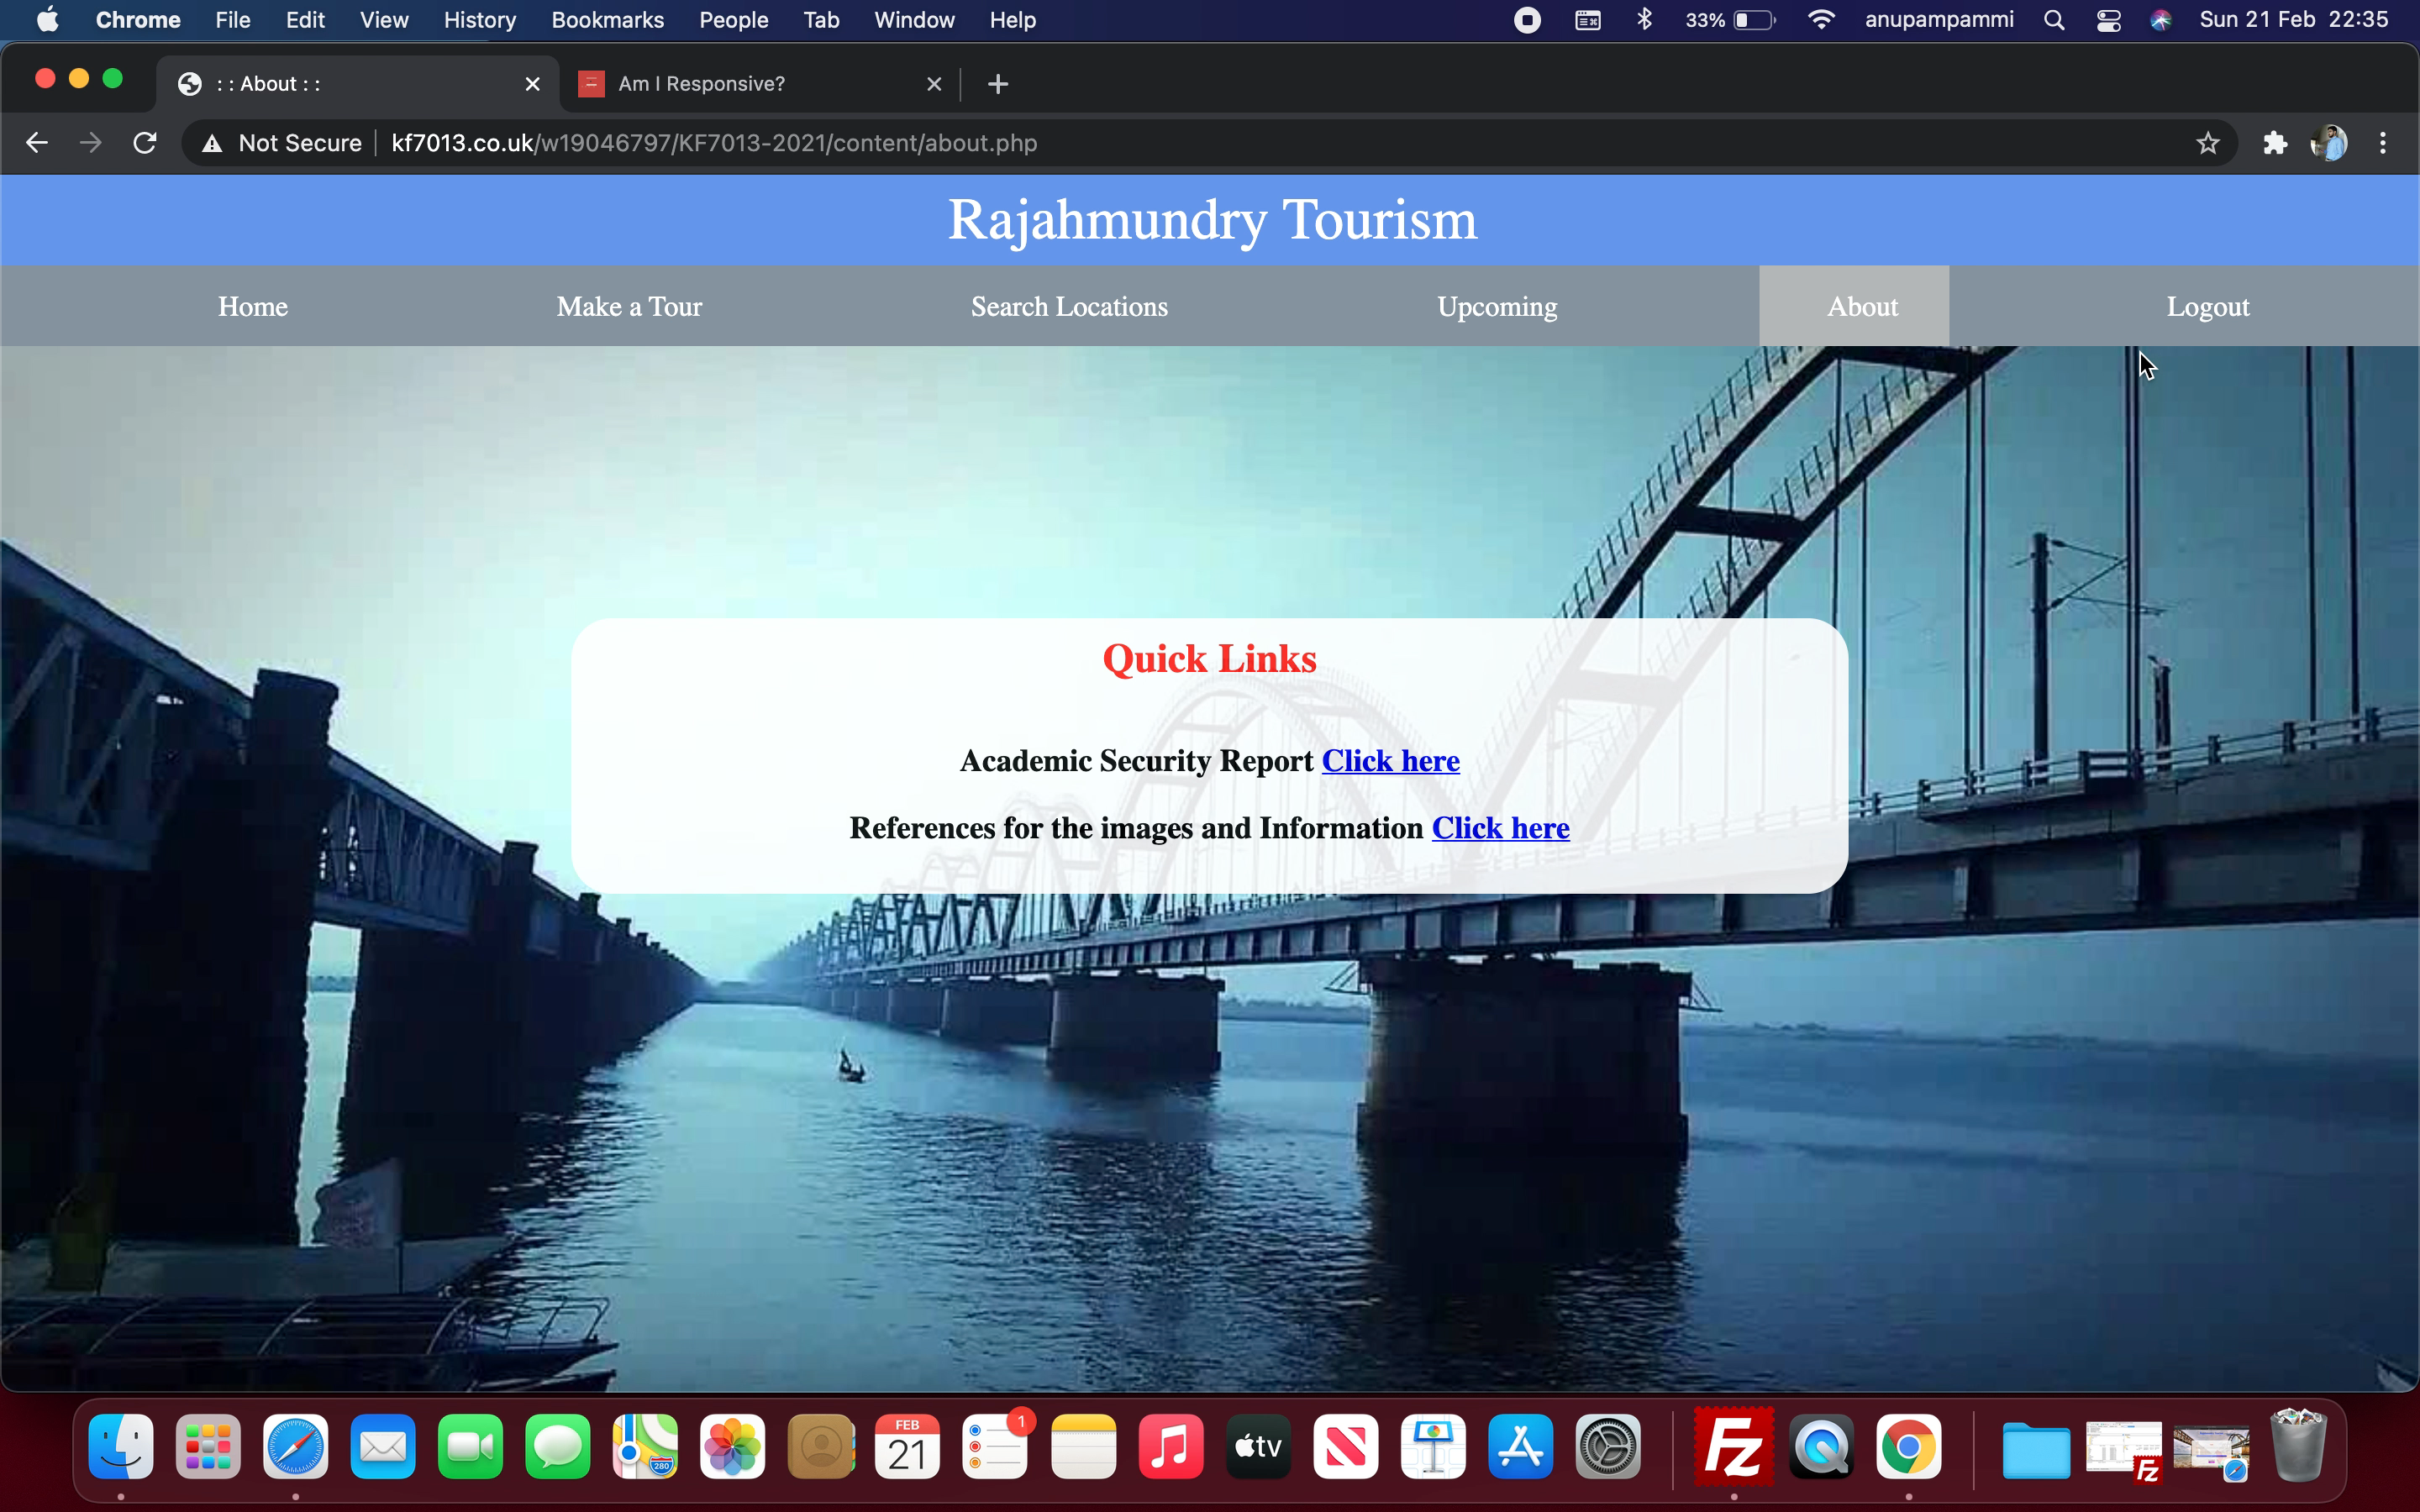 Chrome File Edit View History Bookmarks People Tab Window Help 33% anupampammi Sun 21 Feb 22:35
: : About : : Am I Responsive?
Not Secure kf7013.co.uk/w19046797/KF7013-2021/content/about.php
Rajahmundry Tourism
Home Make a Tour Search Locations Upcoming About Logout
Quick Links
Academic Security Report Click here
References for the images and Information Click here
FEB
21
1
280
tv
Fz
Fz